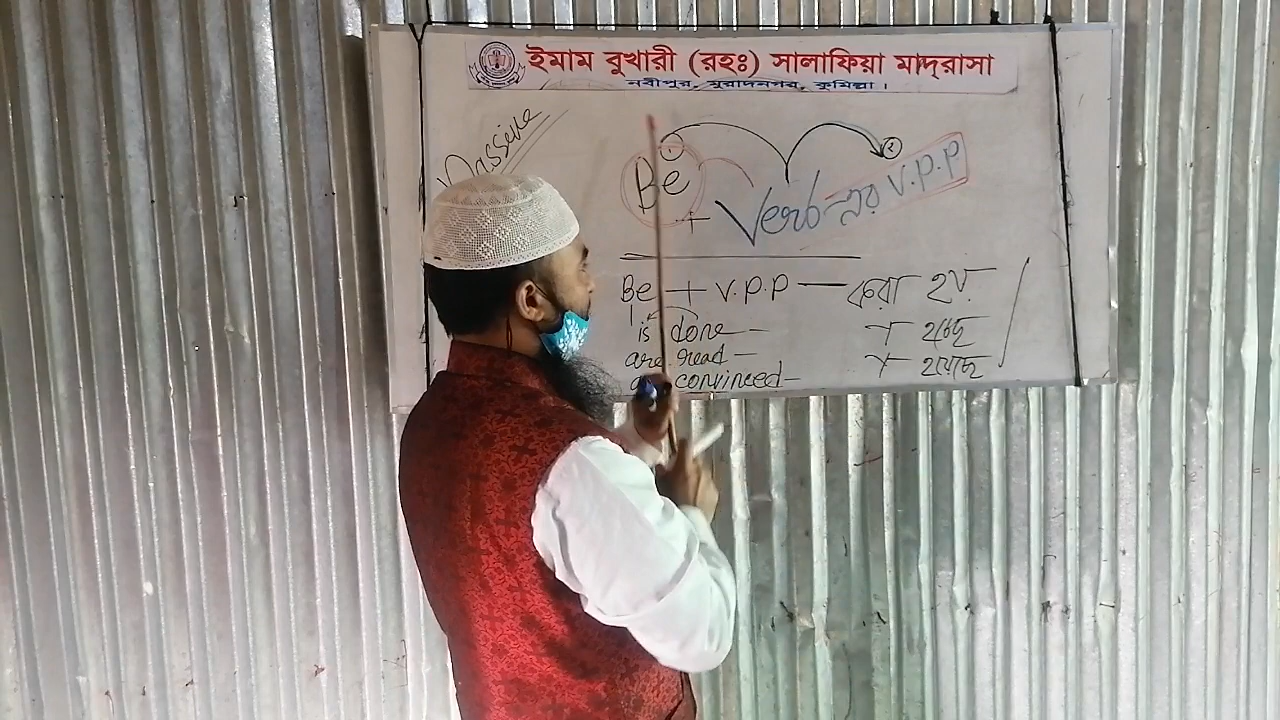 ইমাম বুখারী (রহঃ) সালাফিয়া মাদ্রাসা
নবীপুর, মুরাদনগর, কুমিল্লা।
Passive
Be + Verb এর v.p.p
Be + v.p.p — করা হয়
is done — হচ্ছে
are read — হয়েছে
convinced —